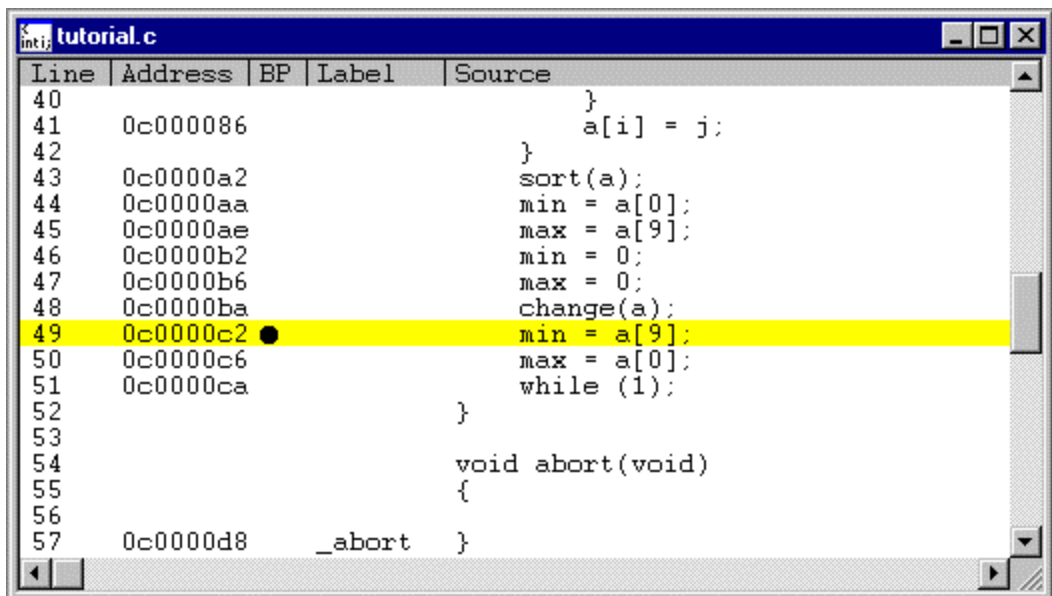 tutorial.c
Line Address BP Label Source
40 }
41 0c000086 a[i] = j;
42 }
43 0c0000a2 sort(a);
44 0c0000aa min = a[0];
45 0c0000ae max = a[9];
46 0c0000b2 min = 0;
47 0c0000b6 max = 0;
48 0c0000ba change(a);
49 0c0000c2 ● min = a[9];
50 0c0000c6 max = a[0];
51 0c0000ca while (1);
52 }
53
54 void abort(void)
55 {
56
57 0c0000d8 _abort }